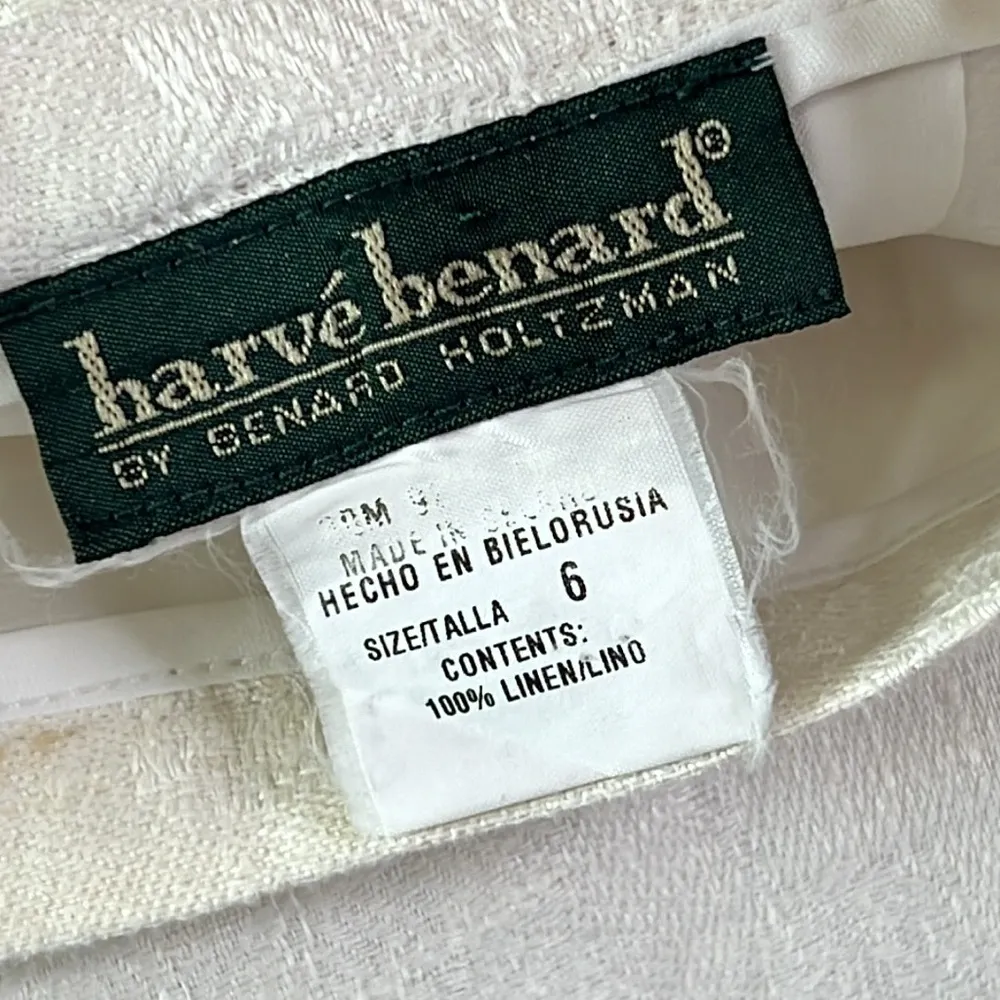 harvé benard®
BY BENARD HOLTZMAN
MADE IN
HECHO EN BIELORUSIA
SIZE/TALLA 6
CONTENTS:
100% LINEN/LINO